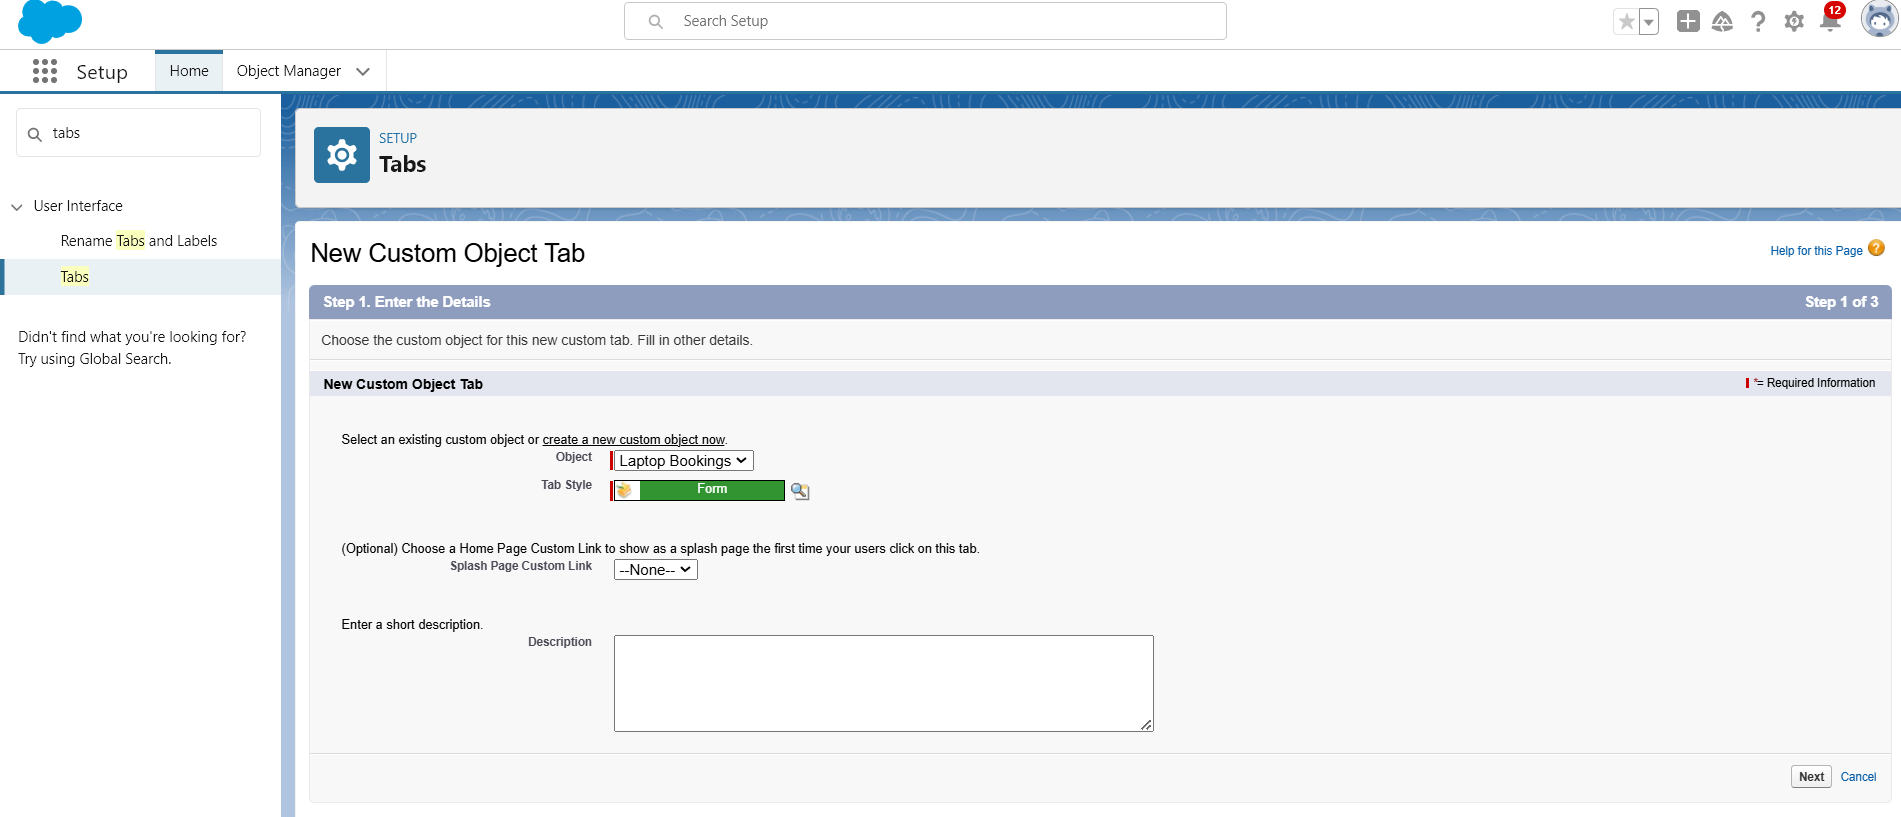 Search Setup
12
Setup
Home
Object Manager
tabs
User Interface
Rename Tabs and Labels
Tabs
Didn't find what you're looking for?
Try using Global Search.
SETUP
Tabs
New Custom Object Tab
Help for this Page ?
Step 1. Enter the Details
Step 1 of 3
Choose the custom object for this new custom tab. Fill in other details.
New Custom Object Tab
*= Required Information
Select an existing custom object or create a new custom object now.
Object
Laptop Bookings
Tab Style
Form
(Optional) Choose a Home Page Custom Link to show as a splash page the first time your users click on this tab.
Splash Page Custom Link
--None--
Enter a short description.
Description
Next
Cancel